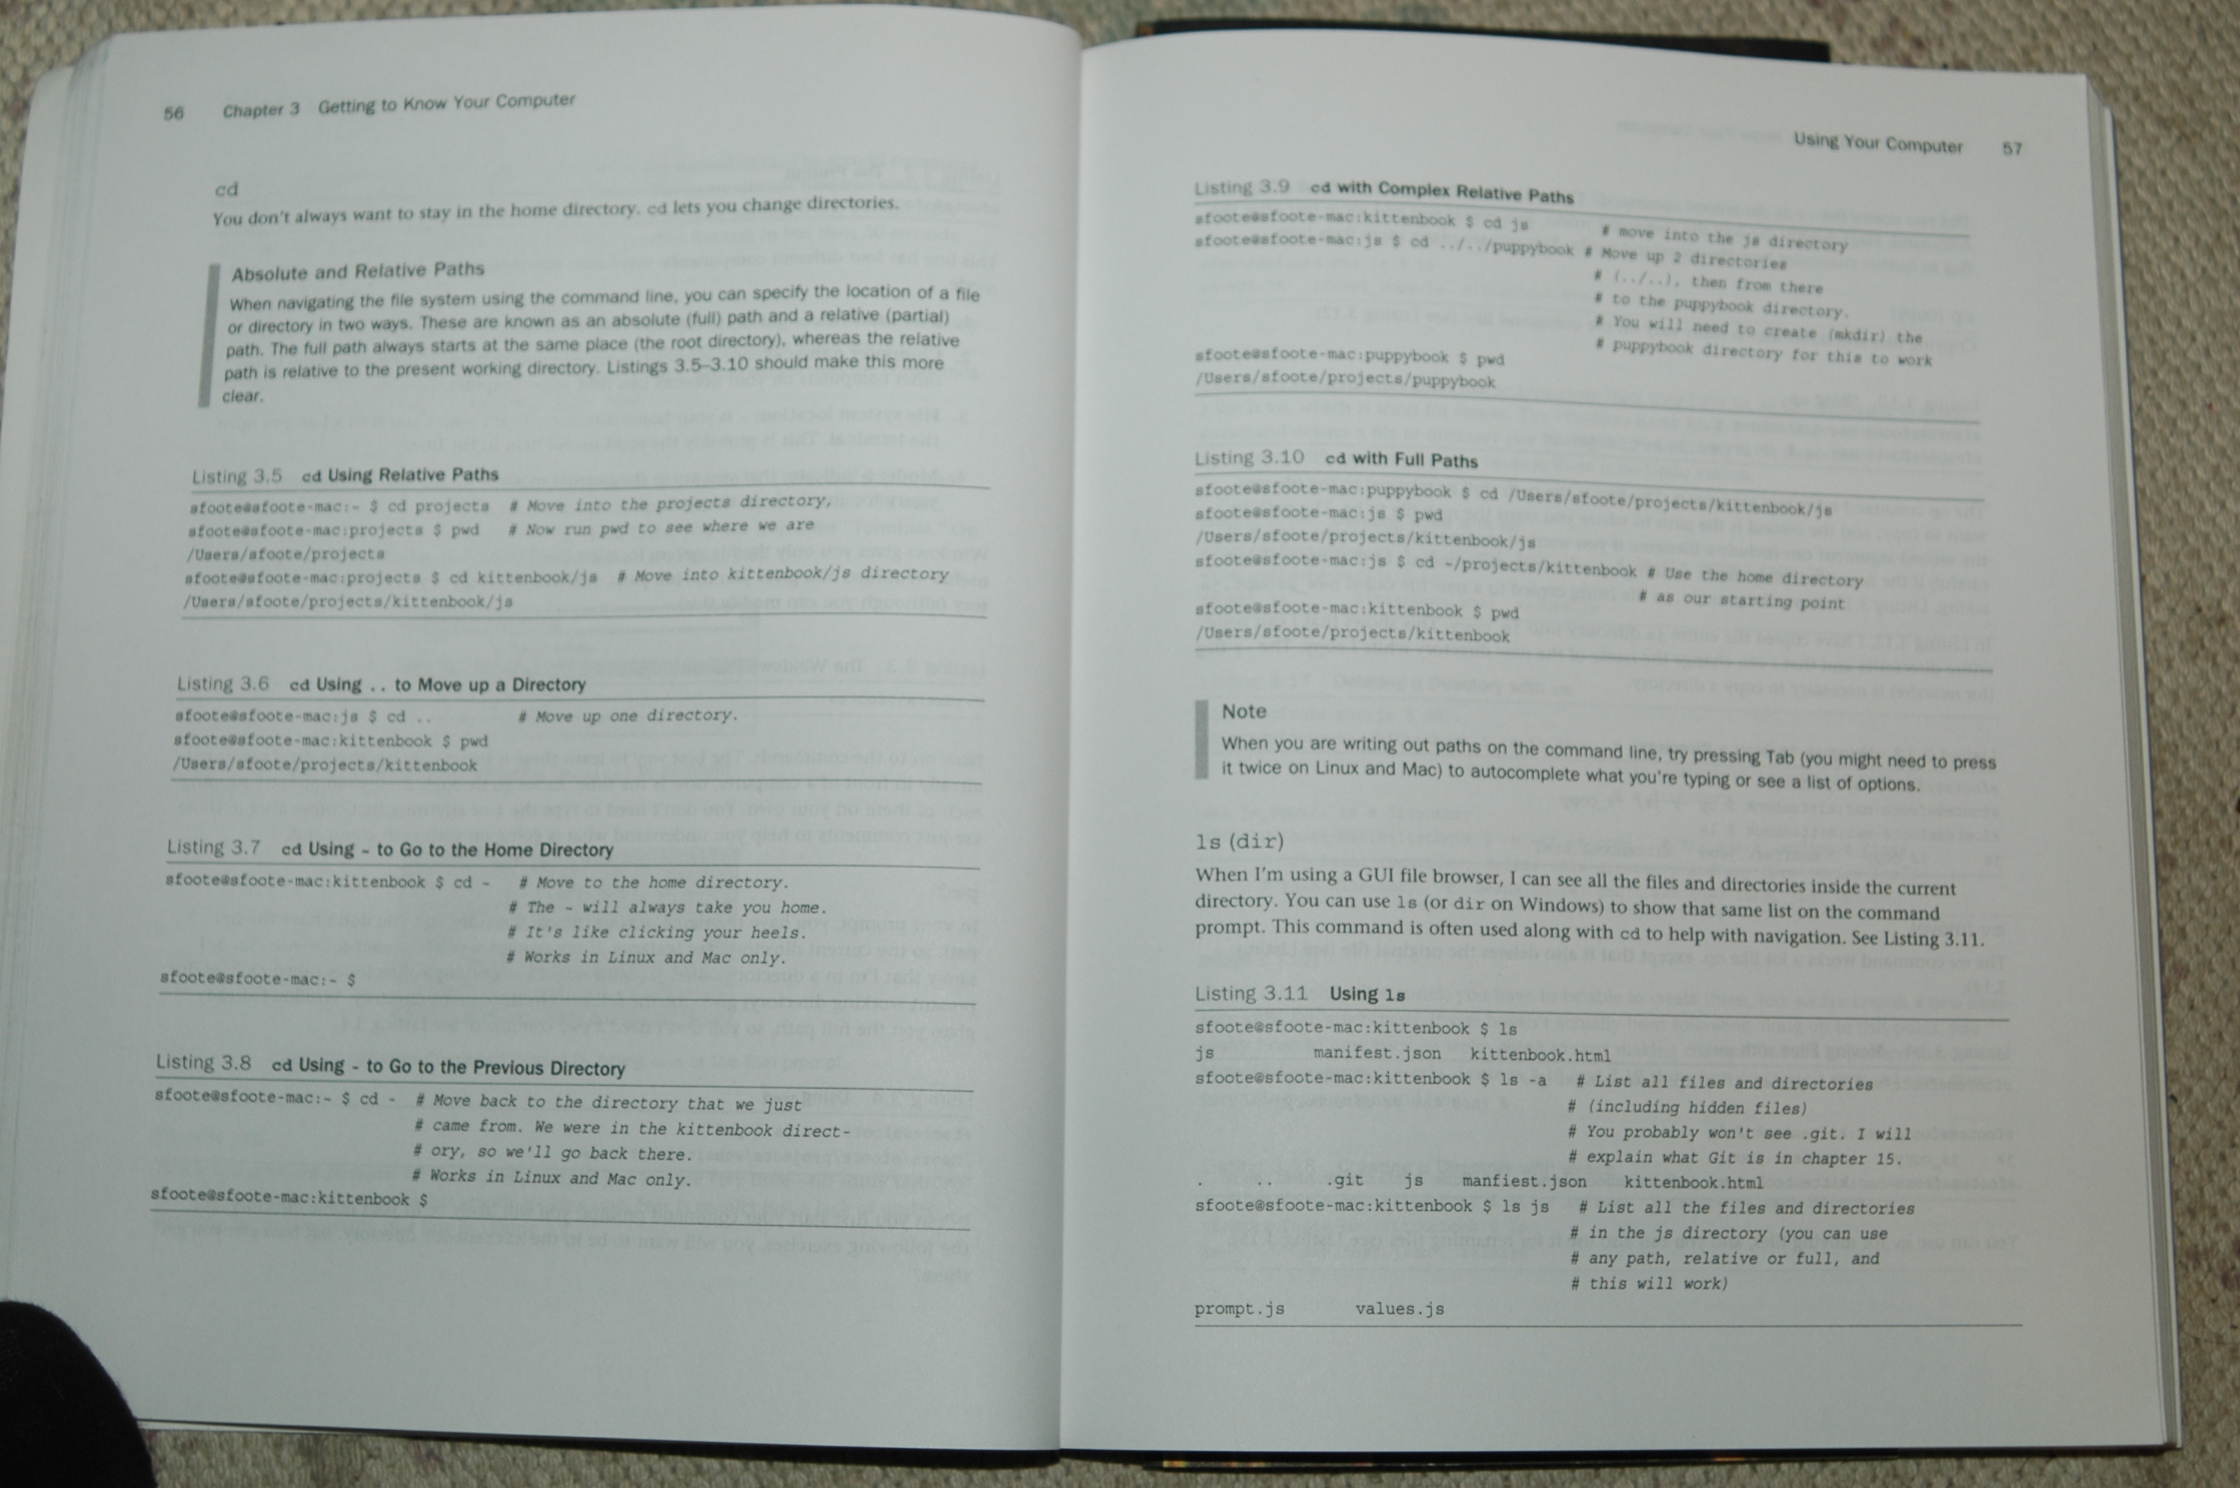 56 Chapter 3 Getting to Know Your Computer
cd
You don't always want to stay in the home directory. cd lets you change directories.
Absolute and Relative Paths
When navigating the file system using the command line, you can specify the location of a file
or directory in two ways. These are known as an absolute (full) path and a relative (partial)
path. The full path always starts at the same place (the root directory), whereas the relative
path is relative to the present working directory. Listings 3.5–3.10 should make this more
clear.
Listing 3.5 cd Using Relative Paths
sfoote@sfoote-mac:~ $ cd projects # Move into the projects directory,
sfoote@sfoote-mac:projects $ pwd # Now run pwd to see where we are
/Users/sfoote/projects
sfoote@sfoote-mac:projects $ cd kittenbook/js # Move into kittenbook/js directory
/Users/sfoote/projects/kittenbook/js
Listing 3.6 cd Using .. to Move up a Directory
sfoote@sfoote-mac:js $ cd .. # Move up one directory.
sfoote@sfoote-mac:kittenbook $ pwd
/Users/sfoote/projects/kittenbook
Listing 3.7 cd Using ~ to Go to the Home Directory
sfoote@sfoote-mac:kittenbook $ cd ~ # Move to the home directory.
# The ~ will always take you home.
# It's like clicking your heels.
# Works in Linux and Mac only.
sfoote@sfoote-mac:~ $
Listing 3.8 cd Using - to Go to the Previous Directory
sfoote@sfoote-mac:~ $ cd - # Move back to the directory that we just
# came from. We were in the kittenbook direct-
# ory, so we'll go back there.
# Works in Linux and Mac only.
sfoote@sfoote-mac:kittenbook $
Using Your Computer 57
Listing 3.9 cd with Complex Relative Paths
sfoote@sfoote-mac:kittenbook $ cd js # move into the js directory
sfoote@sfoote-mac:js $ cd ../../puppybook # Move up 2 directories
# (../..), then from there
# to the puppybook directory.
# You will need to create (mkdir) the
# puppybook directory for this to work
sfoote@sfoote-mac:puppybook $ pwd
/Users/sfoote/projects/puppybook
Listing 3.10 cd with Full Paths
sfoote@sfoote-mac:puppybook $ cd /Users/sfoote/projects/kittenbook/js
sfoote@sfoote-mac:js $ pwd
/Users/sfoote/projects/kittenbook/js
sfoote@sfoote-mac:js $ cd ~/projects/kittenbook # Use the home directory
# as our starting point
sfoote@sfoote-mac:kittenbook $ pwd
/Users/sfoote/projects/kittenbook
Note
When you are writing out paths on the command line, try pressing Tab (you might need to press
it twice on Linux and Mac) to autocomplete what you're typing or see a list of options.
ls (dir)
When I'm using a GUI file browser, I can see all the files and directories inside the current
directory. You can use ls (or dir on Windows) to show that same list on the command
prompt. This command is often used along with cd to help with navigation. See Listing 3.11.
Listing 3.11 Using ls
sfoote@sfoote-mac:kittenbook $ ls
js manifest.json kittenbook.html
sfoote@sfoote-mac:kittenbook $ ls -a # List all files and directories
# (including hidden files)
# You probably won't see .git. I will
# explain what Git is in chapter 15.
. .. .git js manfiest.json kittenbook.html
sfoote@sfoote-mac:kittenbook $ ls js # List all the files and directories
# in the js directory (you can use
# any path, relative or full, and
# this will work)
prompt.js values.js